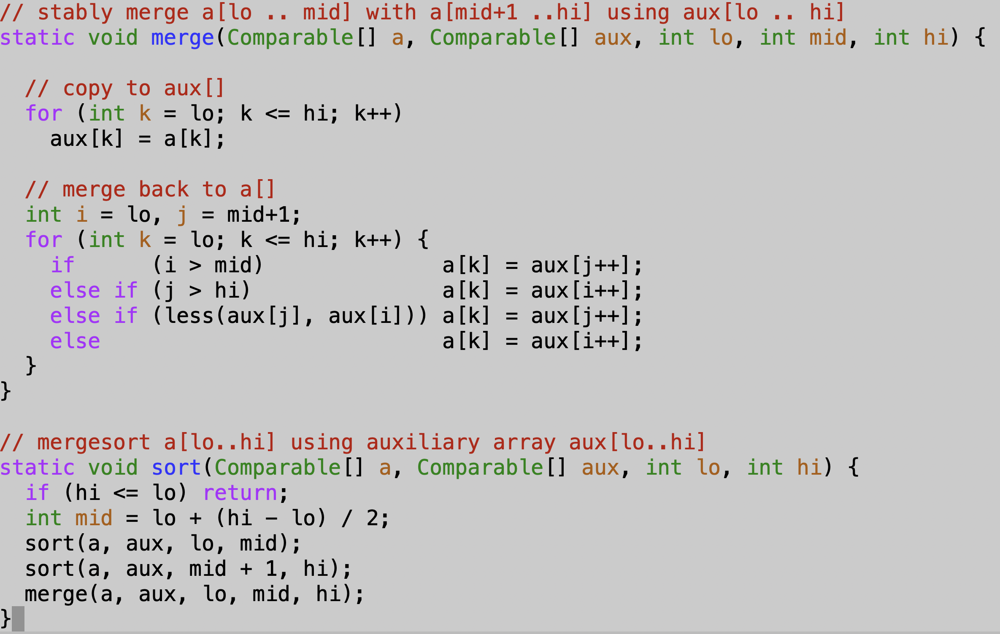 // stably merge a[lo .. mid] with a[mid+1 ..hi] using aux[lo .. hi]
static void merge(Comparable[] a, Comparable[] aux, int lo, int mid, int hi) {

  // copy to aux[]
  for (int k = lo; k <= hi; k++)
    aux[k] = a[k];

  // merge back to a[]
  int i = lo, j = mid+1;
  for (int k = lo; k <= hi; k++) {
    if      (i > mid)              a[k] = aux[j++];
    else if (j > hi)               a[k] = aux[i++];
    else if (less(aux[j], aux[i])) a[k] = aux[j++];
    else                           a[k] = aux[i++];
  }
}

// mergesort a[lo..hi] using auxiliary array aux[lo..hi]
static void sort(Comparable[] a, Comparable[] aux, int lo, int hi) {
  if (hi <= lo) return;
  int mid = lo + (hi - lo) / 2;
  sort(a, aux, lo, mid);
  sort(a, aux, mid + 1, hi);
  merge(a, aux, lo, mid, hi);
}